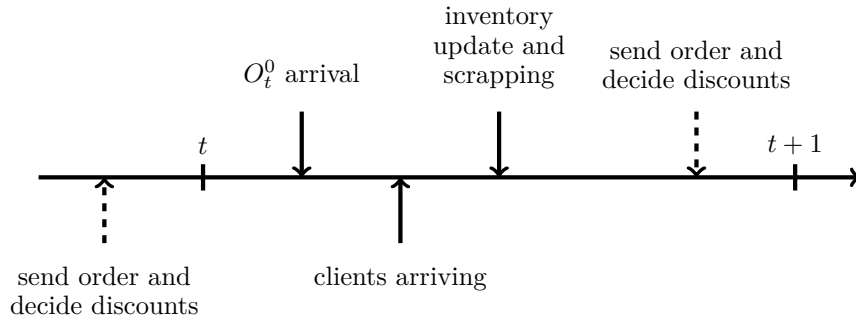 inventory
update and
scrapping
send order and
decide discounts
$O_t^0$ arrival
t
t + 1
send order and
decide discounts
clients arriving